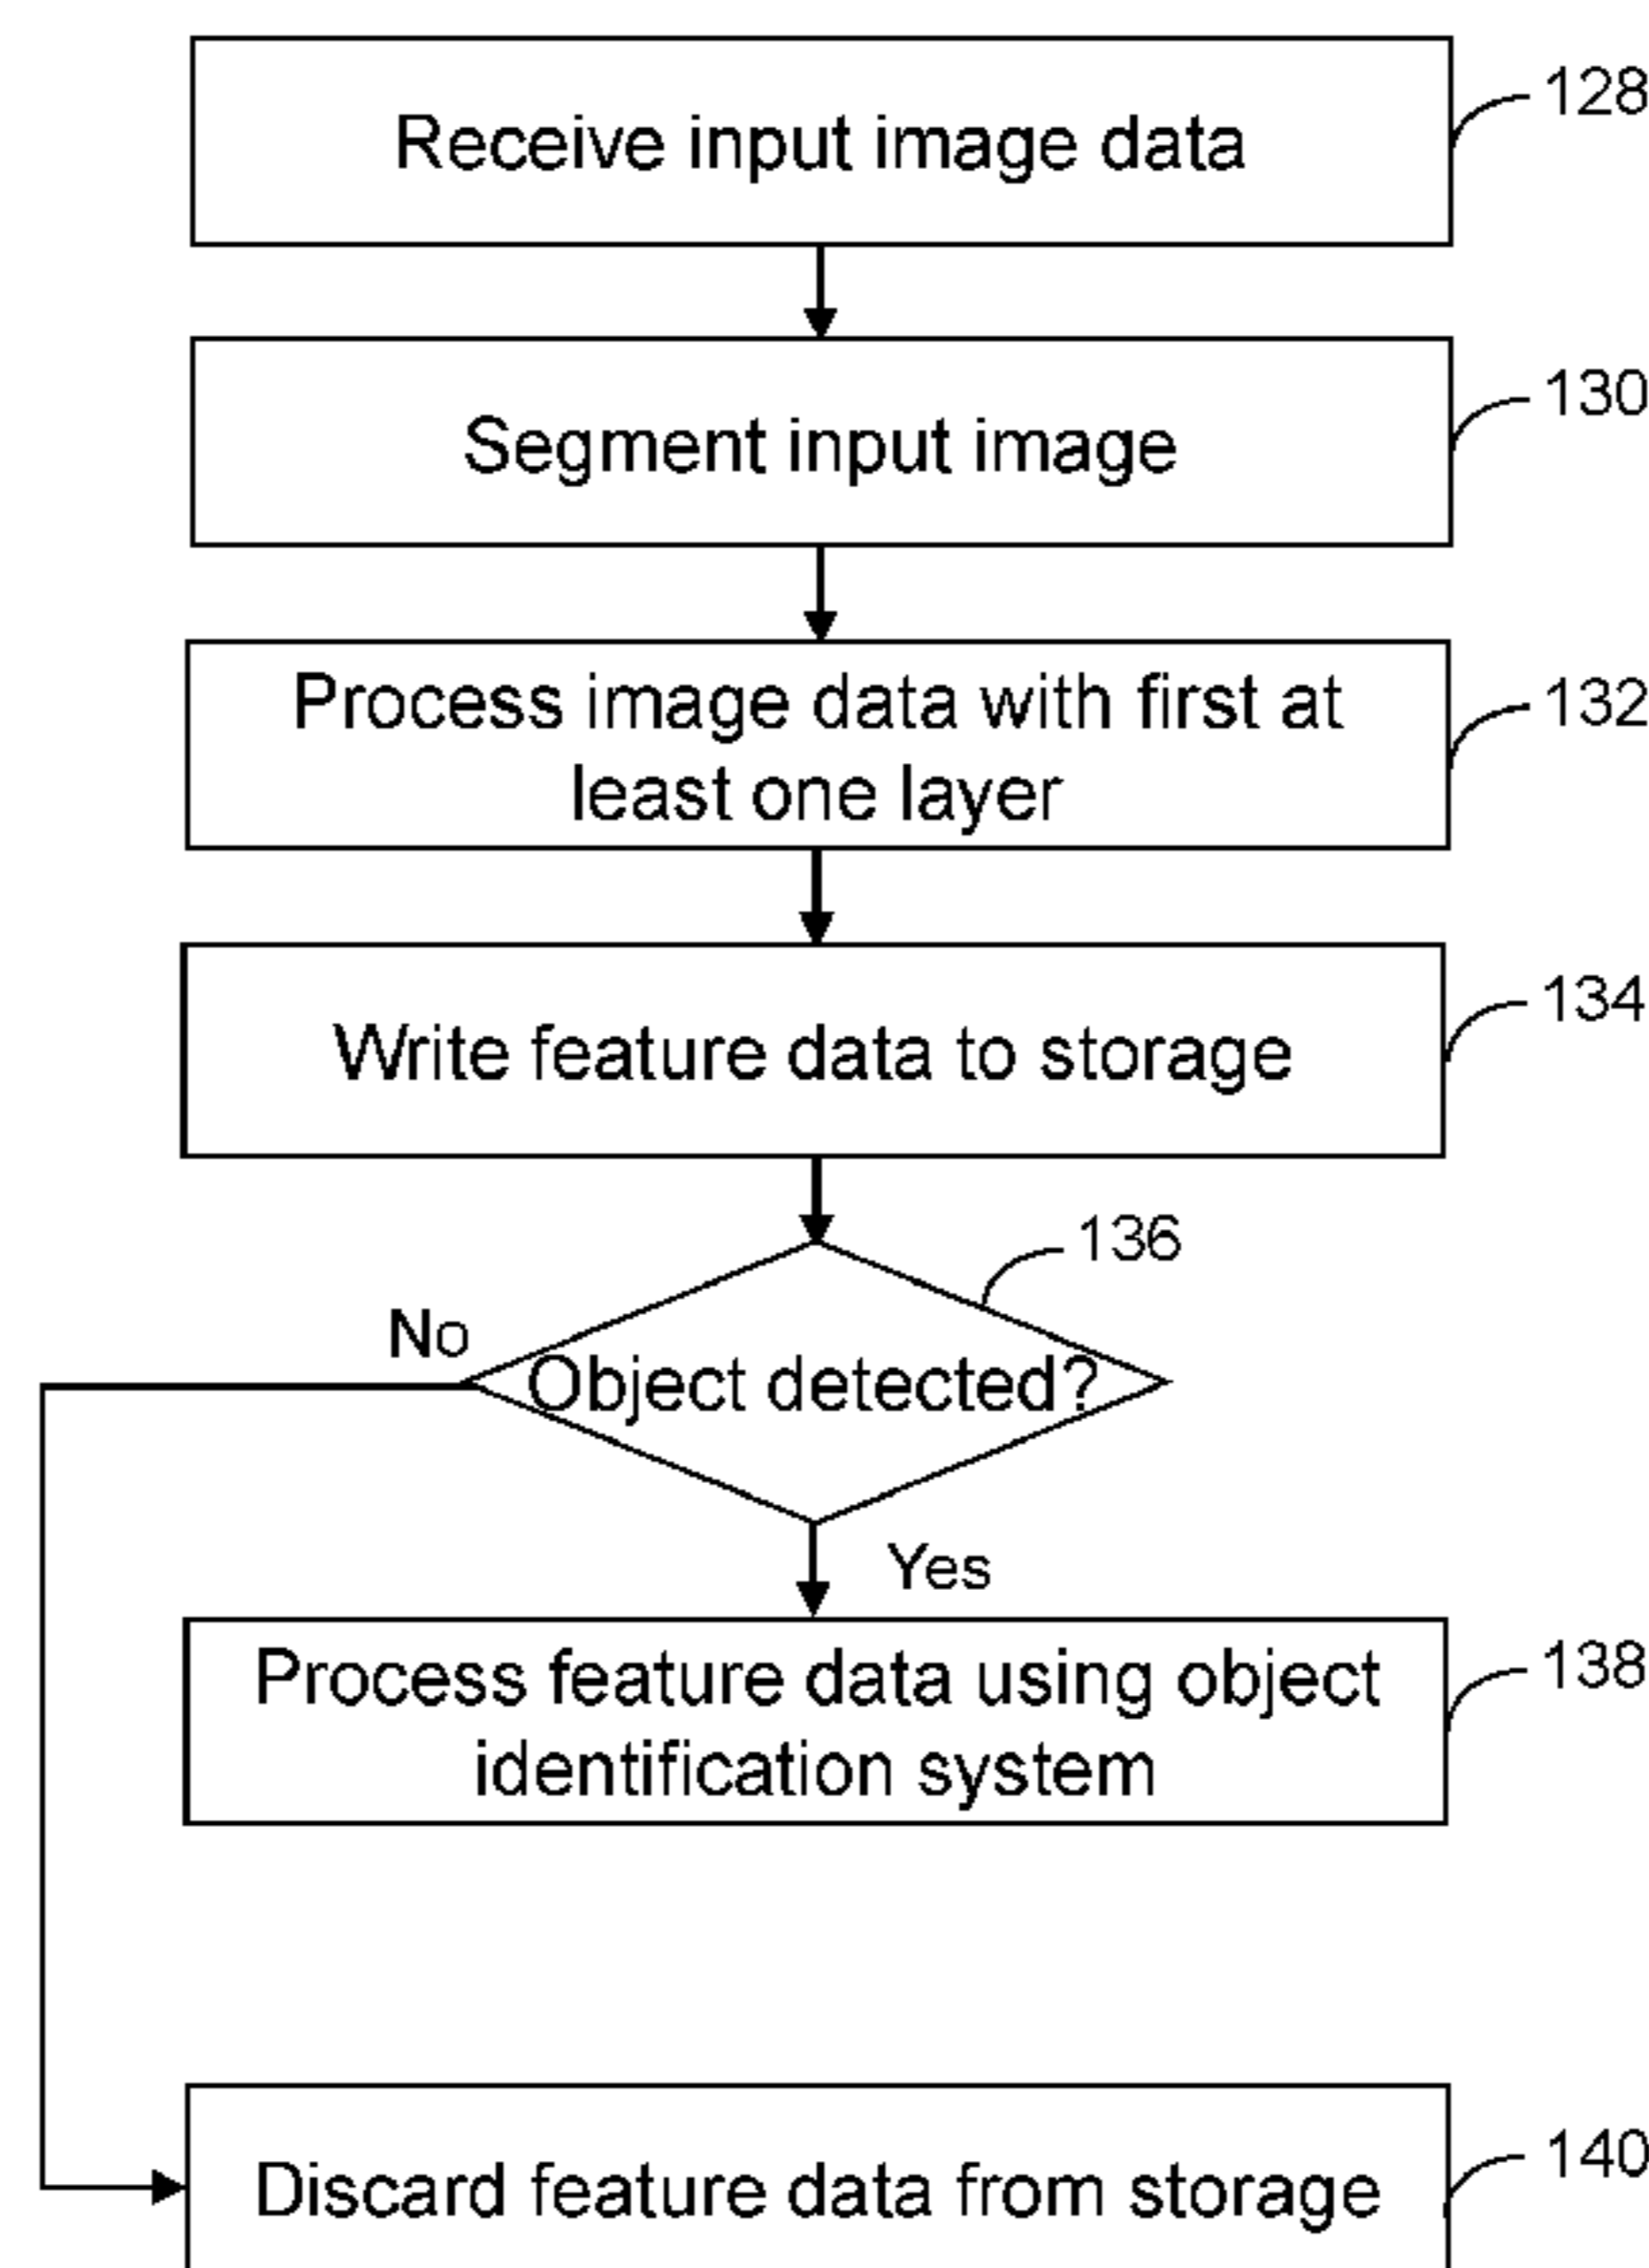 Receive input image data
128
Segment input image
130
Process image data with first at
least one layer
132
Write feature data to storage
134
136
No
Object detected?
Yes
Process feature data using object
identification system
138
Discard feature data from storage
140